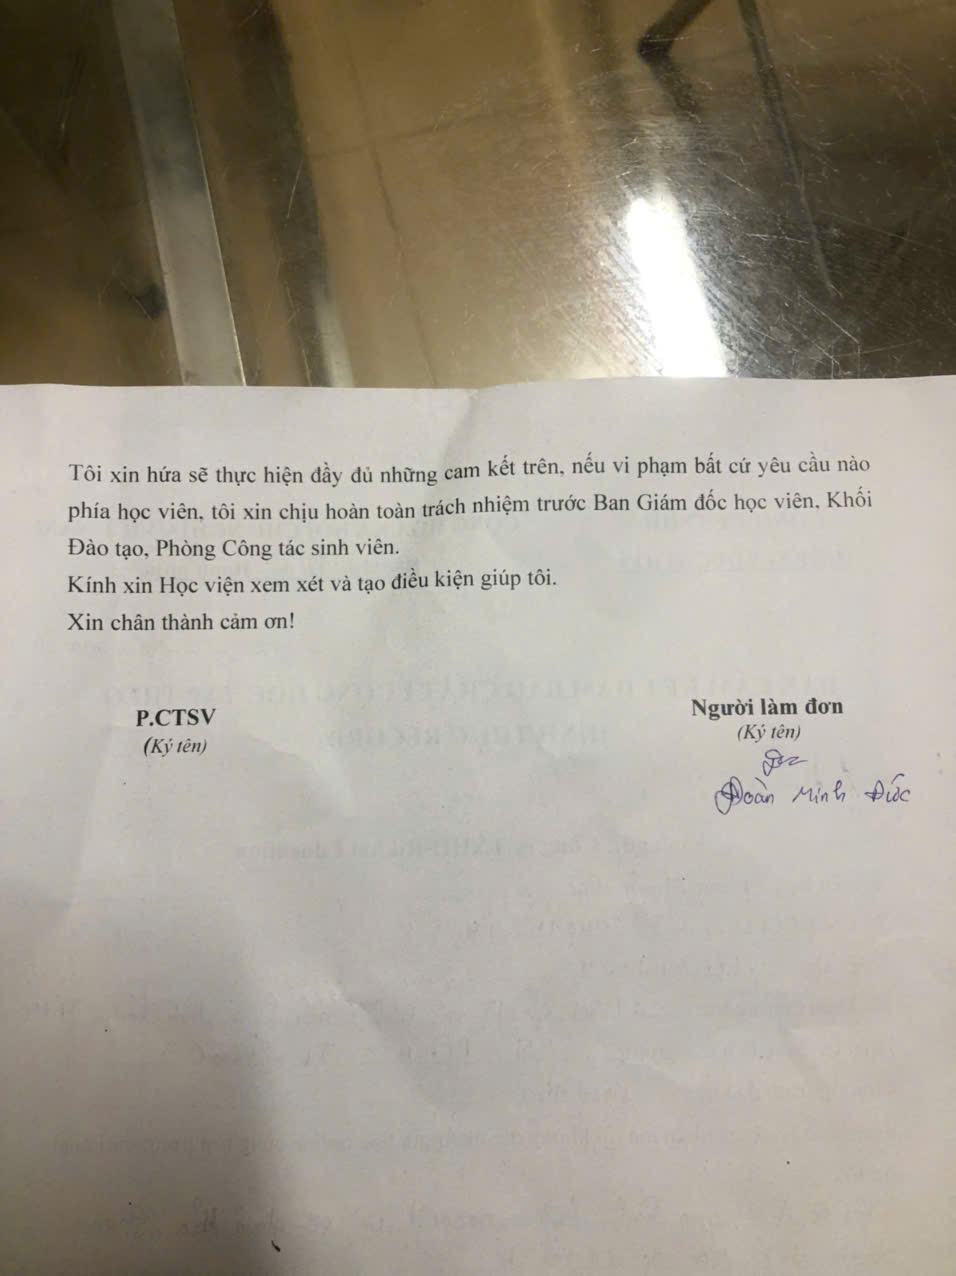 Tôi xin hứa sẽ thực hiện đầy đủ những cam kết trên, nếu vi phạm bất cứ yêu cầu nào
phía học viên, tôi xin chịu hoàn toàn trách nhiệm trước Ban Giám đốc học viên, Khối
Đào tạo, Phòng Công tác sinh viên.
Kính xin Học viện xem xét và tạo điều kiện giúp tôi.
Xin chân thành cảm ơn!
P.CTSV
(Ký tên)
Người làm đơn
(Ký tên)
Đoàn Minh Đức